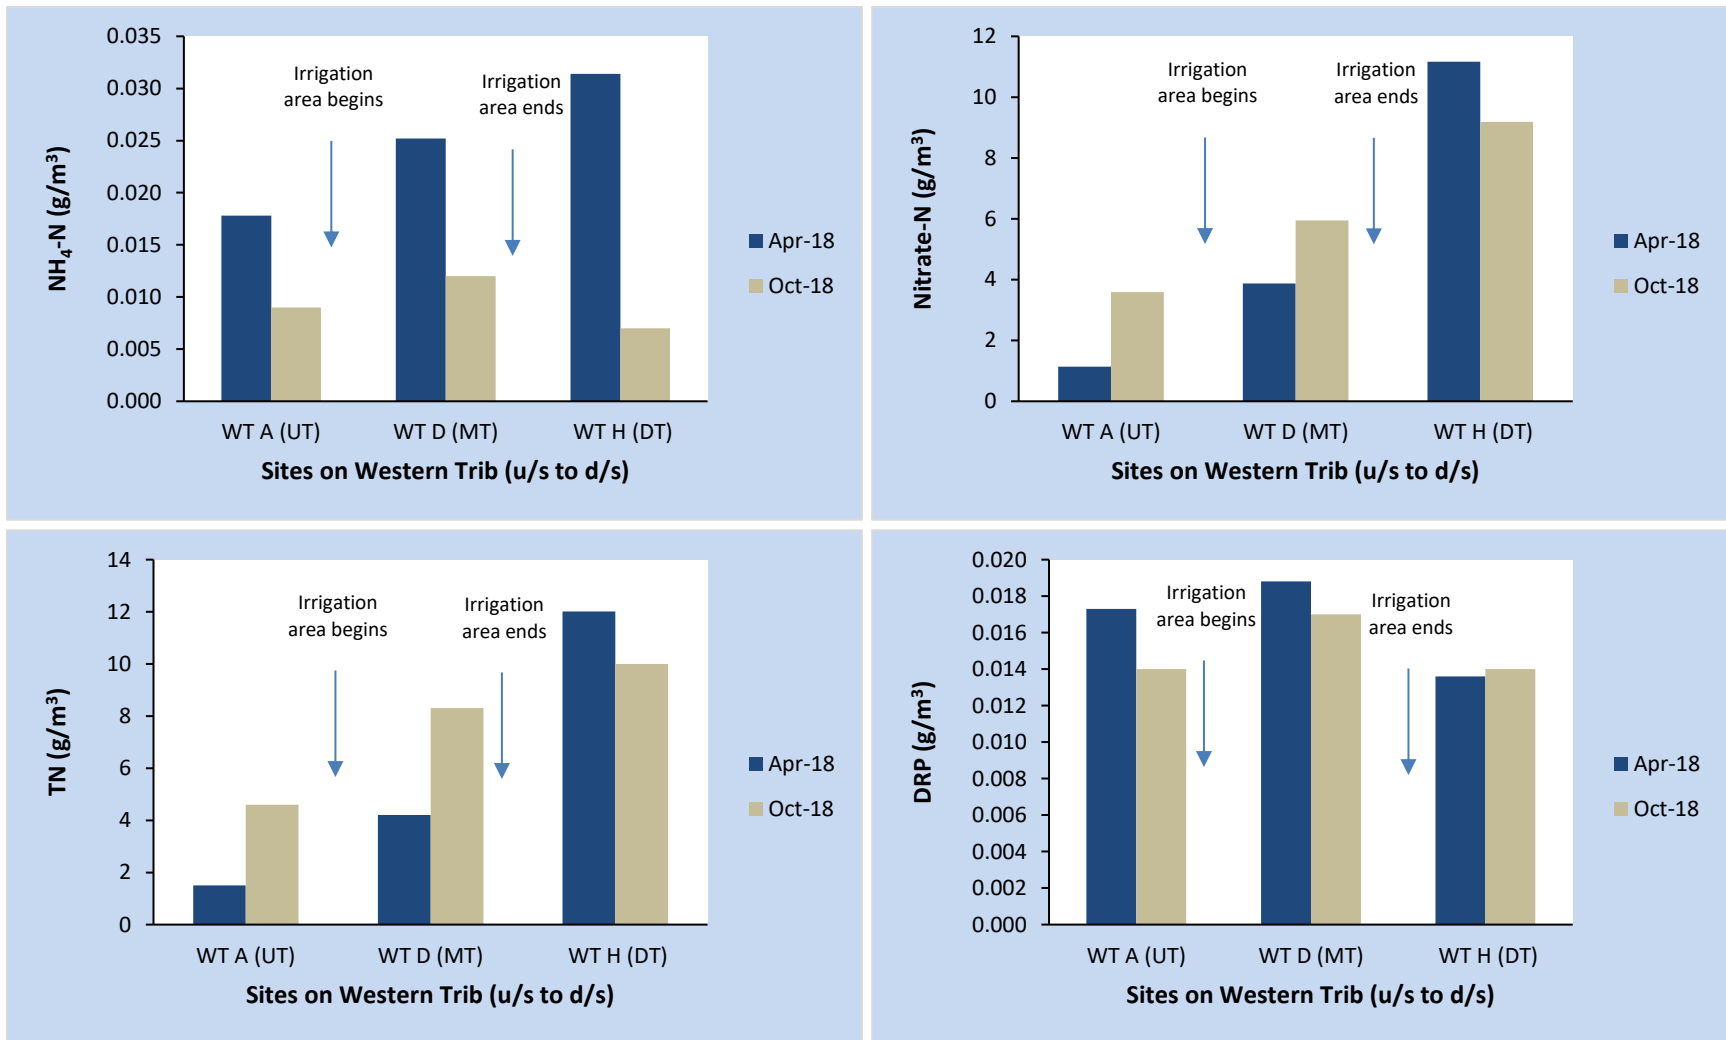 0.035
0.030
0.025
0.020
0.015
0.010
0.005
0.000
NH4-N (g/m³)
Irrigation
area begins
Irrigation
area ends
WT A (UT)
WT D (MT)
WT H (DT)
Sites on Western Trib (u/s to d/s)
Apr-18
Oct-18
12
10
8
6
4
2
0
Nitrate-N (g/m³)
Irrigation
area begins
Irrigation
area ends
WT A (UT)
WT D (MT)
WT H (DT)
Sites on Western Trib (u/s to d/s)
Apr-18
Oct-18
14
12
10
8
6
4
2
0
TN (g/m³)
Irrigation
area begins
Irrigation
area ends
WT A (UT)
WT D (MT)
WT H (DT)
Sites on Western Trib (u/s to d/s)
Apr-18
Oct-18
0.020
0.018
0.016
0.014
0.012
0.010
0.008
0.006
0.004
0.002
0.000
DRP (g/m³)
Irrigation
area begins
Irrigation
area ends
WT A (UT)
WT D (MT)
WT H (DT)
Sites on Western Trib (u/s to d/s)
Apr-18
Oct-18